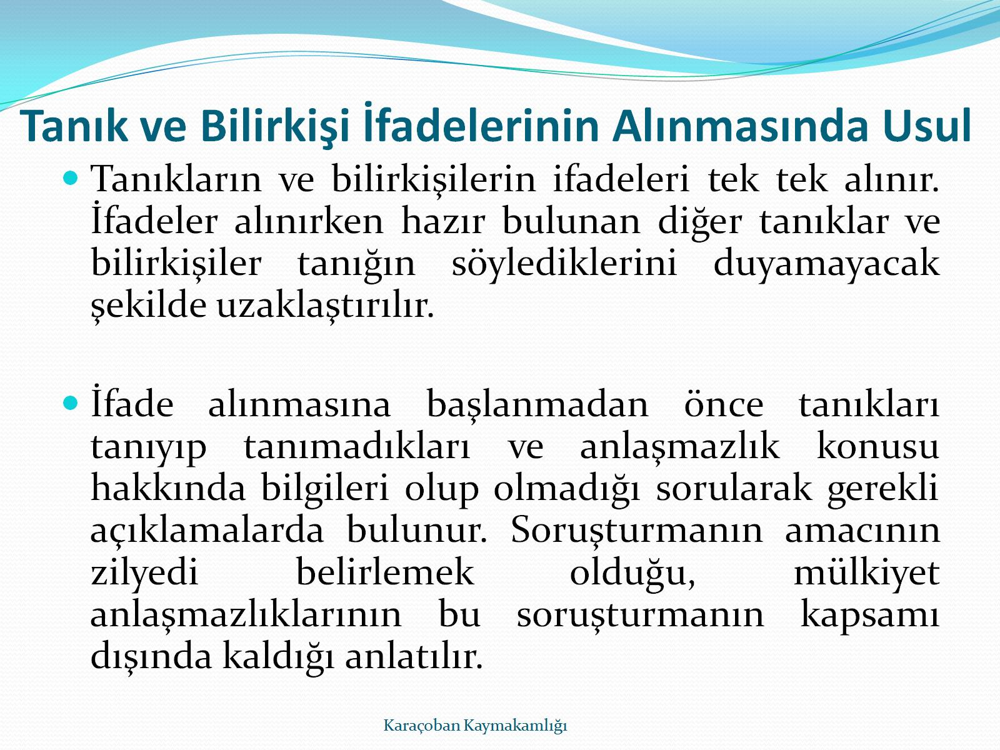 Tanık ve Bilirkişi İfadelerinin Alınmasında Usul
Tanıkların ve bilirkişilerin ifadeleri tek tek alınır.
İfadeler alınırken hazır bulunan diğer tanıklar ve
bilirkişiler tanığın söylediklerini duyamayacak
şekilde uzaklaştırılır.
İfade alınmasına başlanmadan önce tanıkları
tanıyıp tanımadıkları ve anlaşmazlık konusu
hakkında bilgileri olup olmadığı sorularak gerekli
açıklamalarda bulunur. Soruşturmanın amacının
zilyedi belirlemek olduğu, mülkiyet
anlaşmazlıklarının bu soruşturmanın kapsamı
dışında kaldığı anlatılır.
Karaçoban Kaymakamlığı